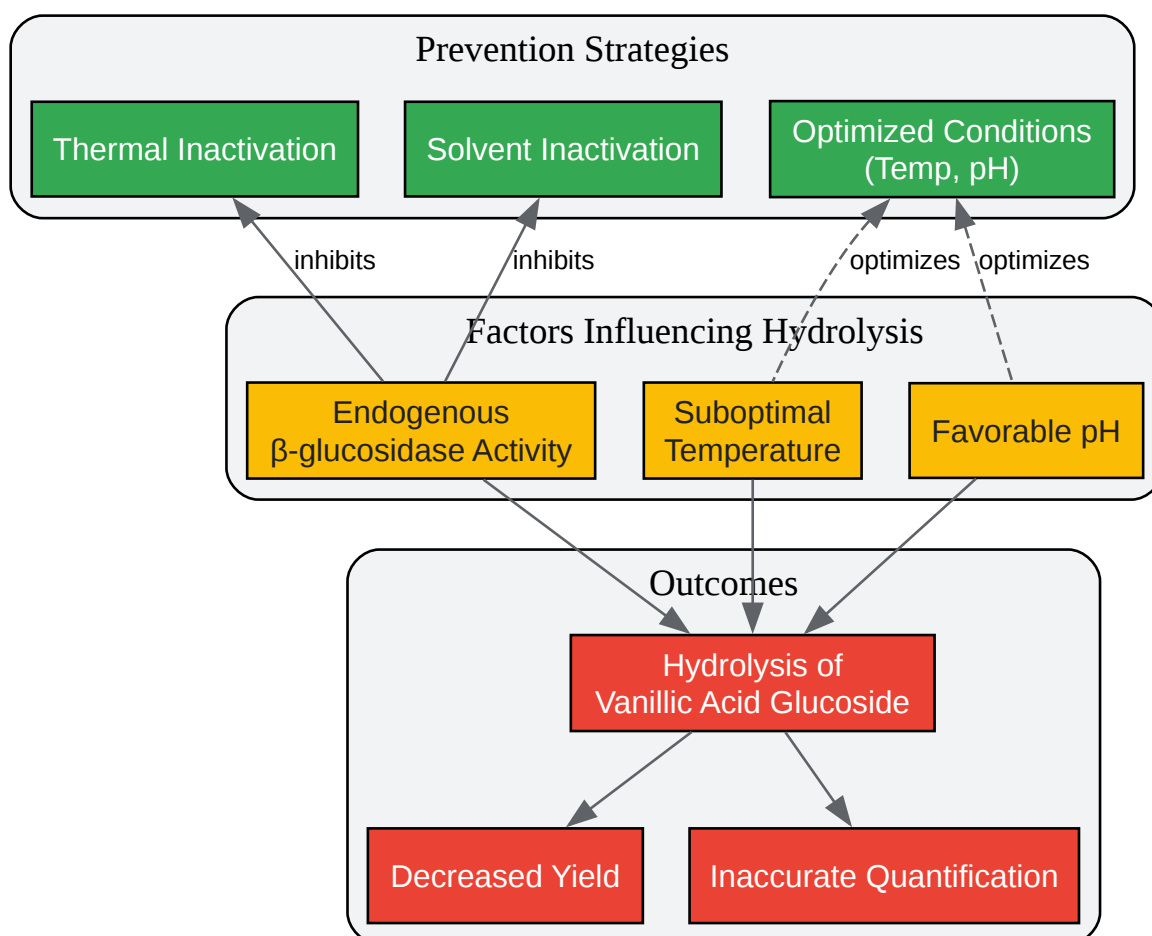 Prevention Strategies
Thermal Inactivation
Solvent Inactivation
Optimized Conditions
(Temp, pH)
inhibits
inhibits
optimizes
optimizes
Factors Influencing Hydrolysis
Endogenous
β-glucosidase Activity
Suboptimal
Temperature
Favorable pH
Outcomes
Hydrolysis of
Vanillic Acid Glucoside
Decreased Yield
Inaccurate Quantification